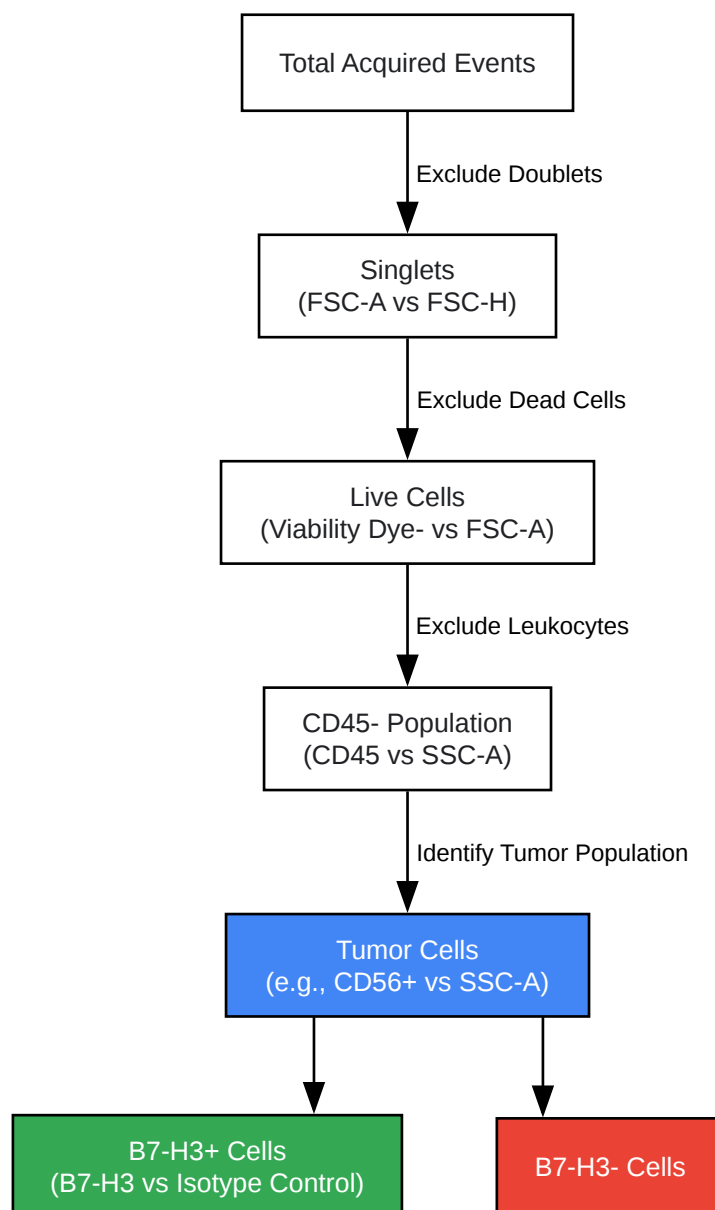 Total Acquired Events
Exclude Doublets
Singlets
(FSC-A vs FSC-H)
Exclude Dead Cells
Live Cells
(Viability Dye- vs FSC-A)
Exclude Leukocytes
CD45- Population
(CD45 vs SSC-A)
Identify Tumor Population
Tumor Cells
(e.g., CD56+ vs SSC-A)
B7-H3+ Cells
(B7-H3 vs Isotype Control)
B7-H3- Cells